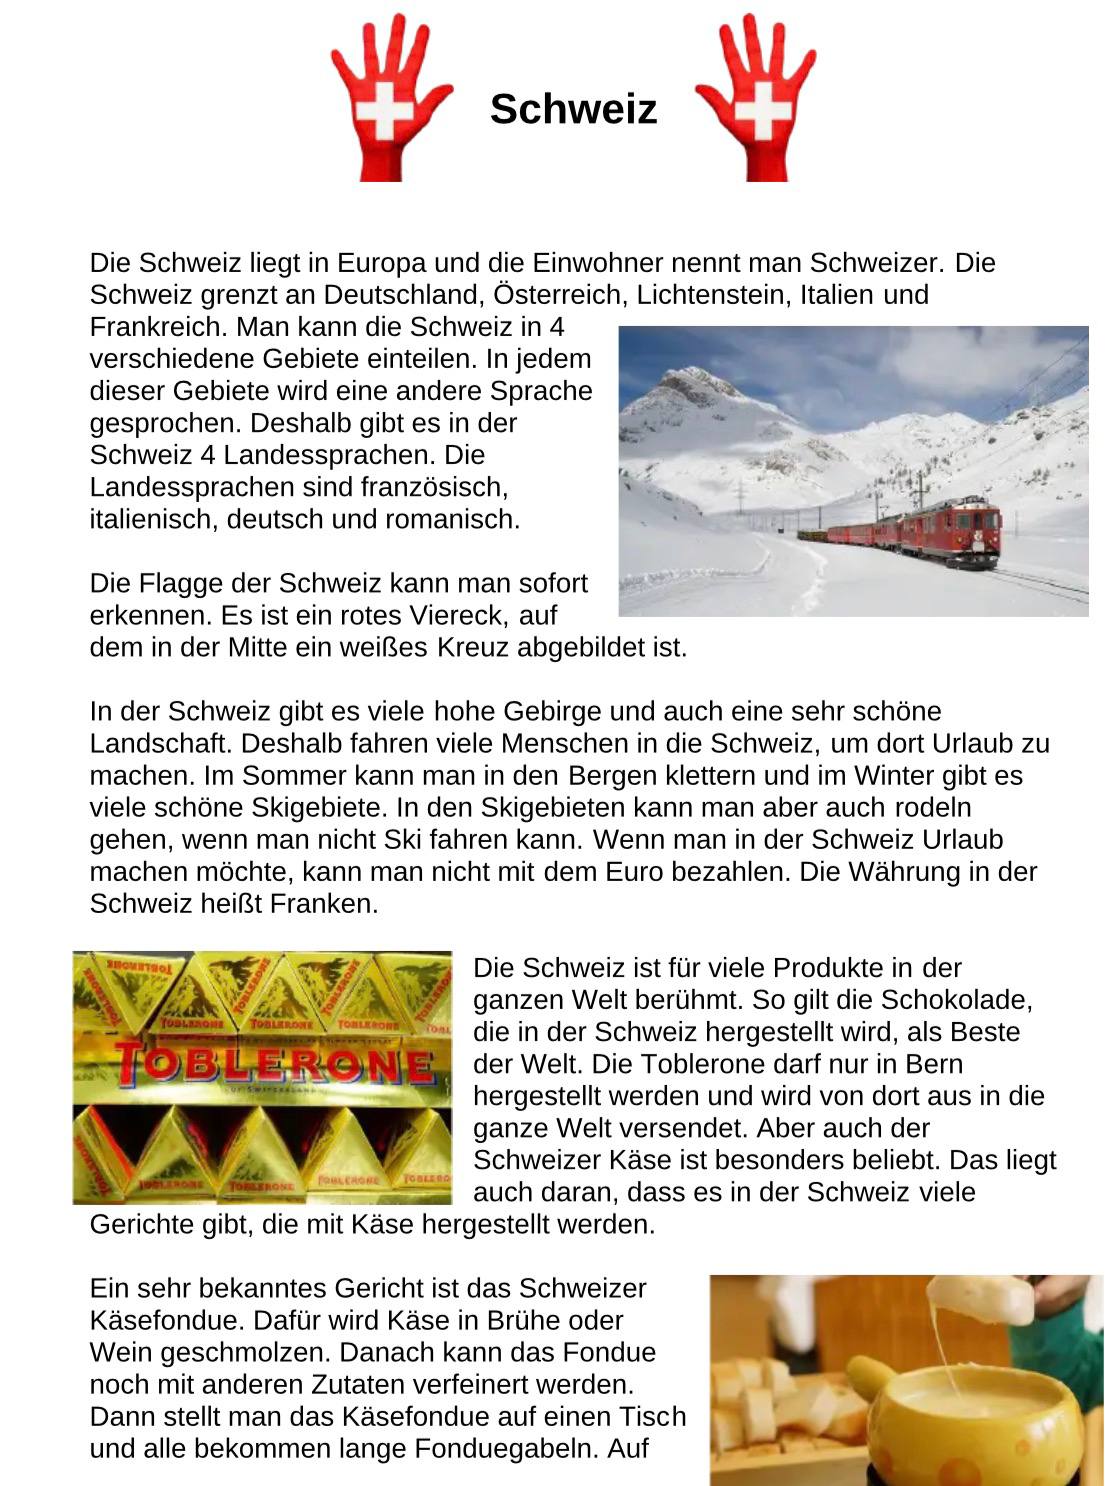 Schweiz
Die Schweiz liegt in Europa und die Einwohner nennt man Schweizer. Die
Schweiz grenzt an Deutschland, Österreich, Lichtenstein, Italien und
Frankreich. Man kann die Schweiz in 4
verschiedene Gebiete einteilen. In jedem
dieser Gebiete wird eine andere Sprache
gesprochen. Deshalb gibt es in der
Schweiz 4 Landessprachen. Die
Landessprachen sind französisch,
italienisch, deutsch und romanisch.
Die Flagge der Schweiz kann man sofort
erkennen. Es ist ein rotes Viereck, auf
dem in der Mitte ein weißes Kreuz abgebildet ist.
In der Schweiz gibt es viele hohe Gebirge und auch eine sehr schöne
Landschaft. Deshalb fahren viele Menschen in die Schweiz, um dort Urlaub zu
machen. Im Sommer kann man in den Bergen klettern und im Winter gibt es
viele schöne Skigebiete. In den Skigebieten kann man aber auch rodeln
gehen, wenn man nicht Ski fahren kann. Wenn man in der Schweiz Urlaub
machen möchte, kann man nicht mit dem Euro bezahlen. Die Währung in der
Schweiz heißt Franken.
TOBLERONE
TOBLERONE TOBLERONE TOBLERONE
TOBLERONE
OF SWITZERLAND
TOBLERONE TOBLERONE TOBLERONE
Die Schweiz ist für viele Produkte in der
ganzen Welt berühmt. So gilt die Schokolade,
die in der Schweiz hergestellt wird, als Beste
der Welt. Die Toblerone darf nur in Bern
hergestellt werden und wird von dort aus in die
ganze Welt versendet. Aber auch der
Schweizer Käse ist besonders beliebt. Das liegt
auch daran, dass es in der Schweiz viele
Gerichte gibt, die mit Käse hergestellt werden.
Ein sehr bekanntes Gericht ist das Schweizer
Käsefondue. Dafür wird Käse in Brühe oder
Wein geschmolzen. Danach kann das Fondue
noch mit anderen Zutaten verfeinert werden.
Dann stellt man das Käsefondue auf einen Tisch
und alle bekommen lange Fonduegabeln. Auf